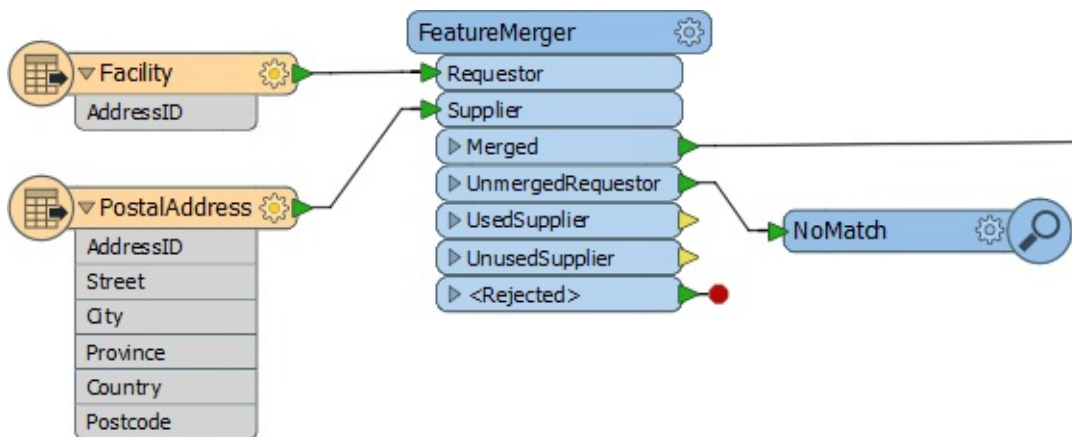 Facility
AddressID
PostalAddress
AddressID
Street
City
Province
Country
Postcode
FeatureMerger
Requestor
Supplier
Merged
UnmergedRequestor
UsedSupplier
UnusedSupplier
<Rejected>
NoMatch